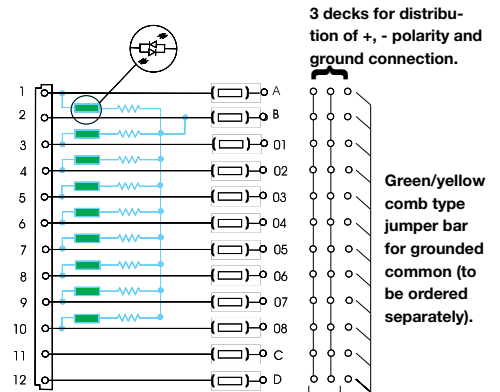 3 decks for distribu-
tion of +, - polarity and
ground connection.
1 A
2 B
3 01
4 02
5 03
6 04
7 05
8 06
9 07
10 08
11 C
12 D
Green/yellow
comb type
jumper bar
for grounded
common (to
be ordered
separately).